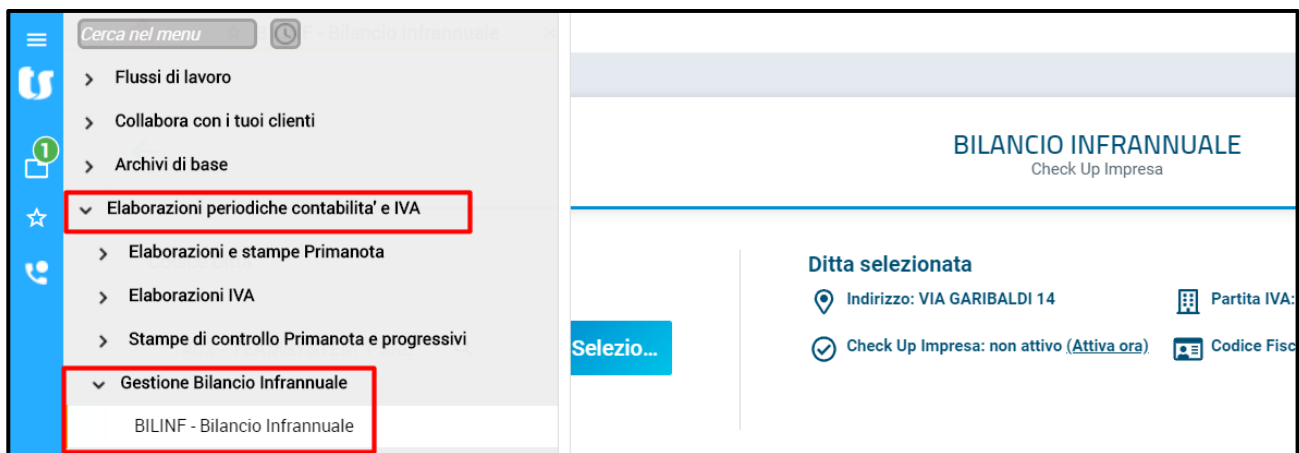 Cerca nel menu
- Bilancio Infrannuale
ts
Flussi di lavoro
Collabora con i tuoi clienti
1
Archivi di base
Elaborazioni periodiche contabilita' e IVA
Elaborazioni e stampe Primanota
Elaborazioni IVA
Stampe di controllo Primanota e progressivi
Gestione Bilancio Infrannuale
BILINF - Bilancio Infrannuale
BILANCIO INFRANNUALE
Check Up Impresa
Ditta selezionata
Indirizzo: VIA GARIBALDI 14
Partita IVA:
Selezio...
Check Up Impresa: non attivo (Attiva ora)
Codice Fisc